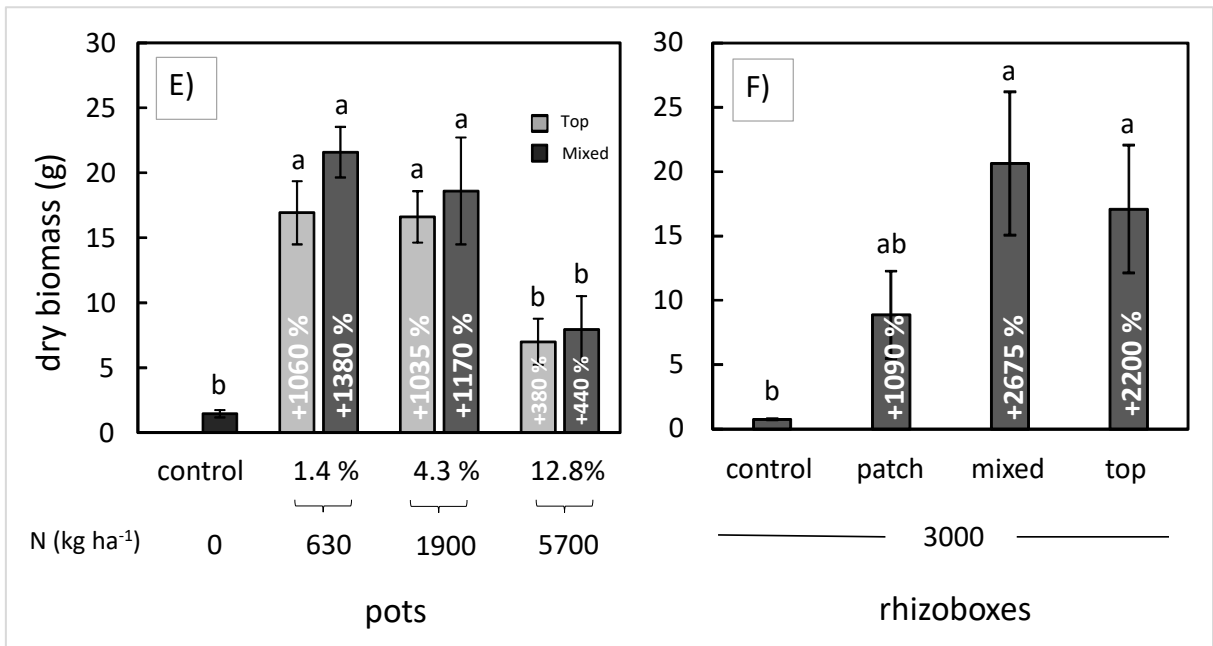 E)
dry biomass (g)
30
25
20
15
10
5
0
Top
Mixed
b
a
a
a
a
b
b
+1060 %
+1380 %
+1035 %
+1170 %
+380 %
+440 %
control 1.4 % 4.3 % 12.8%
N (kg ha-1) 0 630 1900 5700
pots
F)
30
25
20
15
10
5
0
b
ab
a
a
+1090 %
+2675 %
+2200 %
control patch mixed top
3000
rhizoboxes